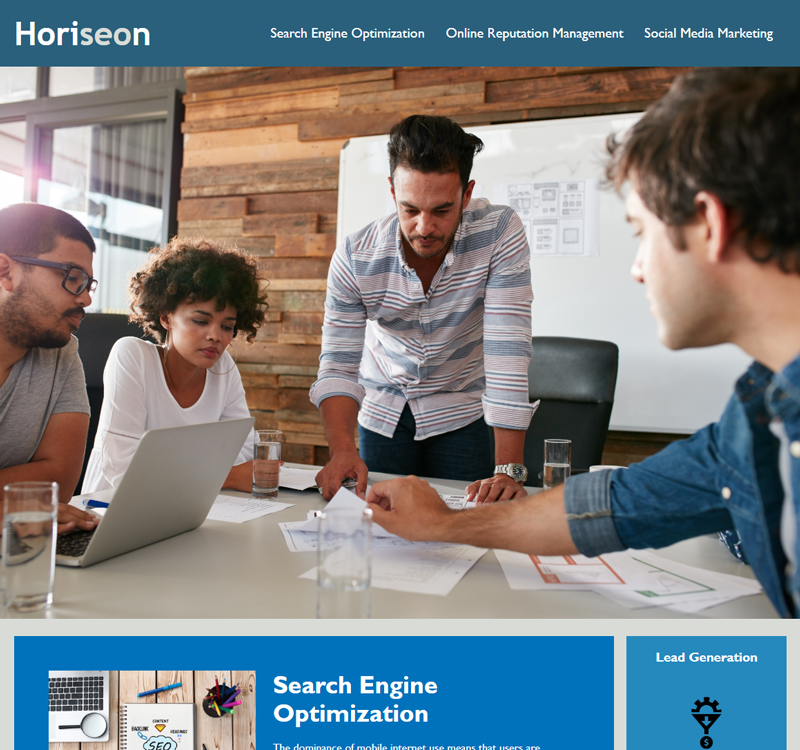 Horiseon
Search Engine Optimization
Online Reputation Management
Social Media Marketing
Search Engine
Optimization
The dominance of mobile internet use means that users are
Lead Generation
CONTENT
BACKLINK
KEYWORDS
SEO